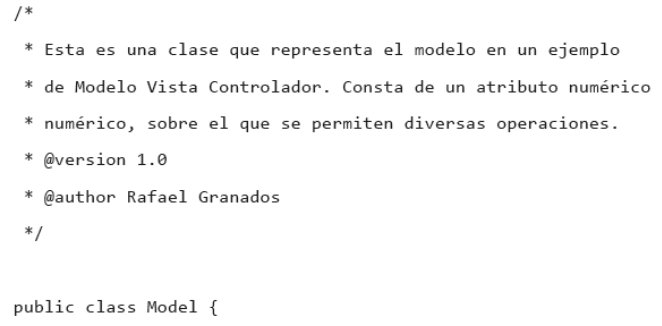 /*
* Esta es una clase que representa el modelo en un ejemplo
* de Modelo Vista Controlador. Consta de un atributo numérico
* numérico, sobre el que se permiten diversas operaciones.
* @version 1.0
* @author Rafael Granados
*/
public class Model {